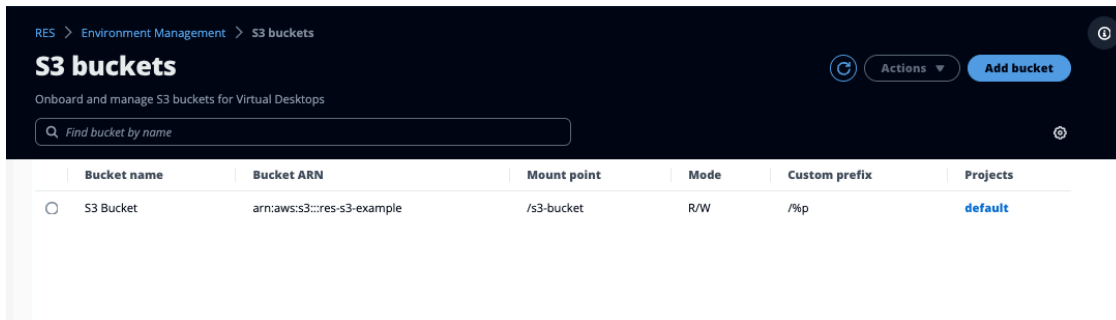 RES > Environment Management > S3 buckets
S3 buckets
Actions ▼
Add bucket
Onboard and manage S3 buckets for Virtual Desktops
Find bucket by name
Bucket name Bucket ARN Mount point Mode Custom prefix Projects
S3 Bucket arn:aws:s3:::res-s3-example /s3-bucket R/W /%p default